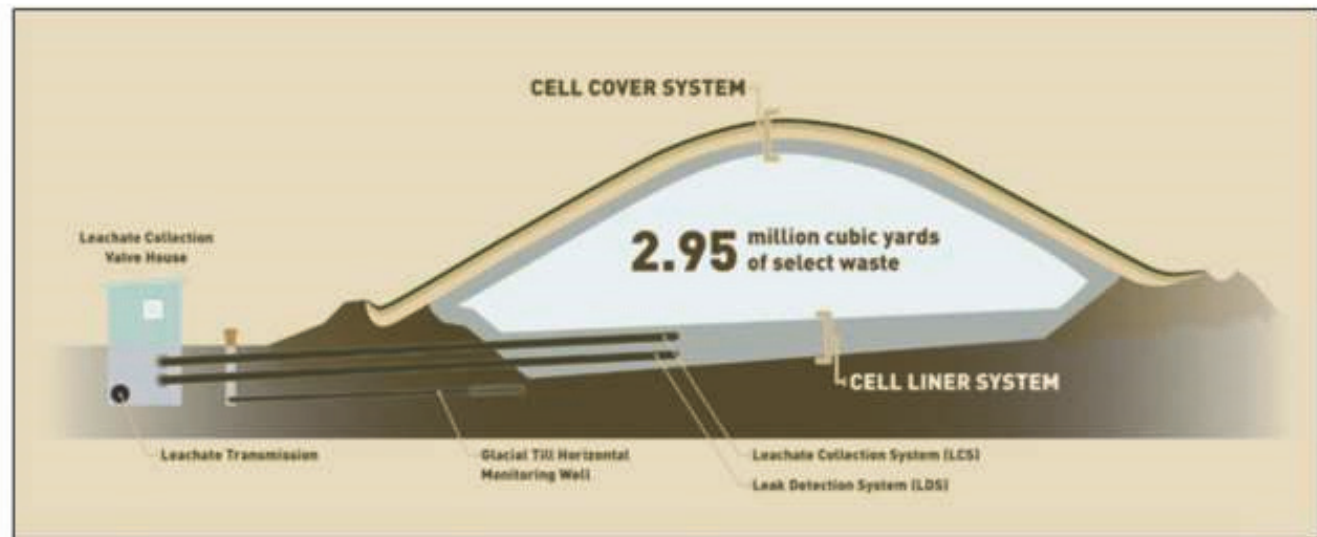 CELL COVER SYSTEM
2.95 million cubic yards
of select waste
Leachate Collection
Valve House
CELL LINER SYSTEM
Leachate Transmission
Glacial Till Horizontal
Monitoring Well
Leachate Collection System (LCS)
Leak Detection System (LDS)